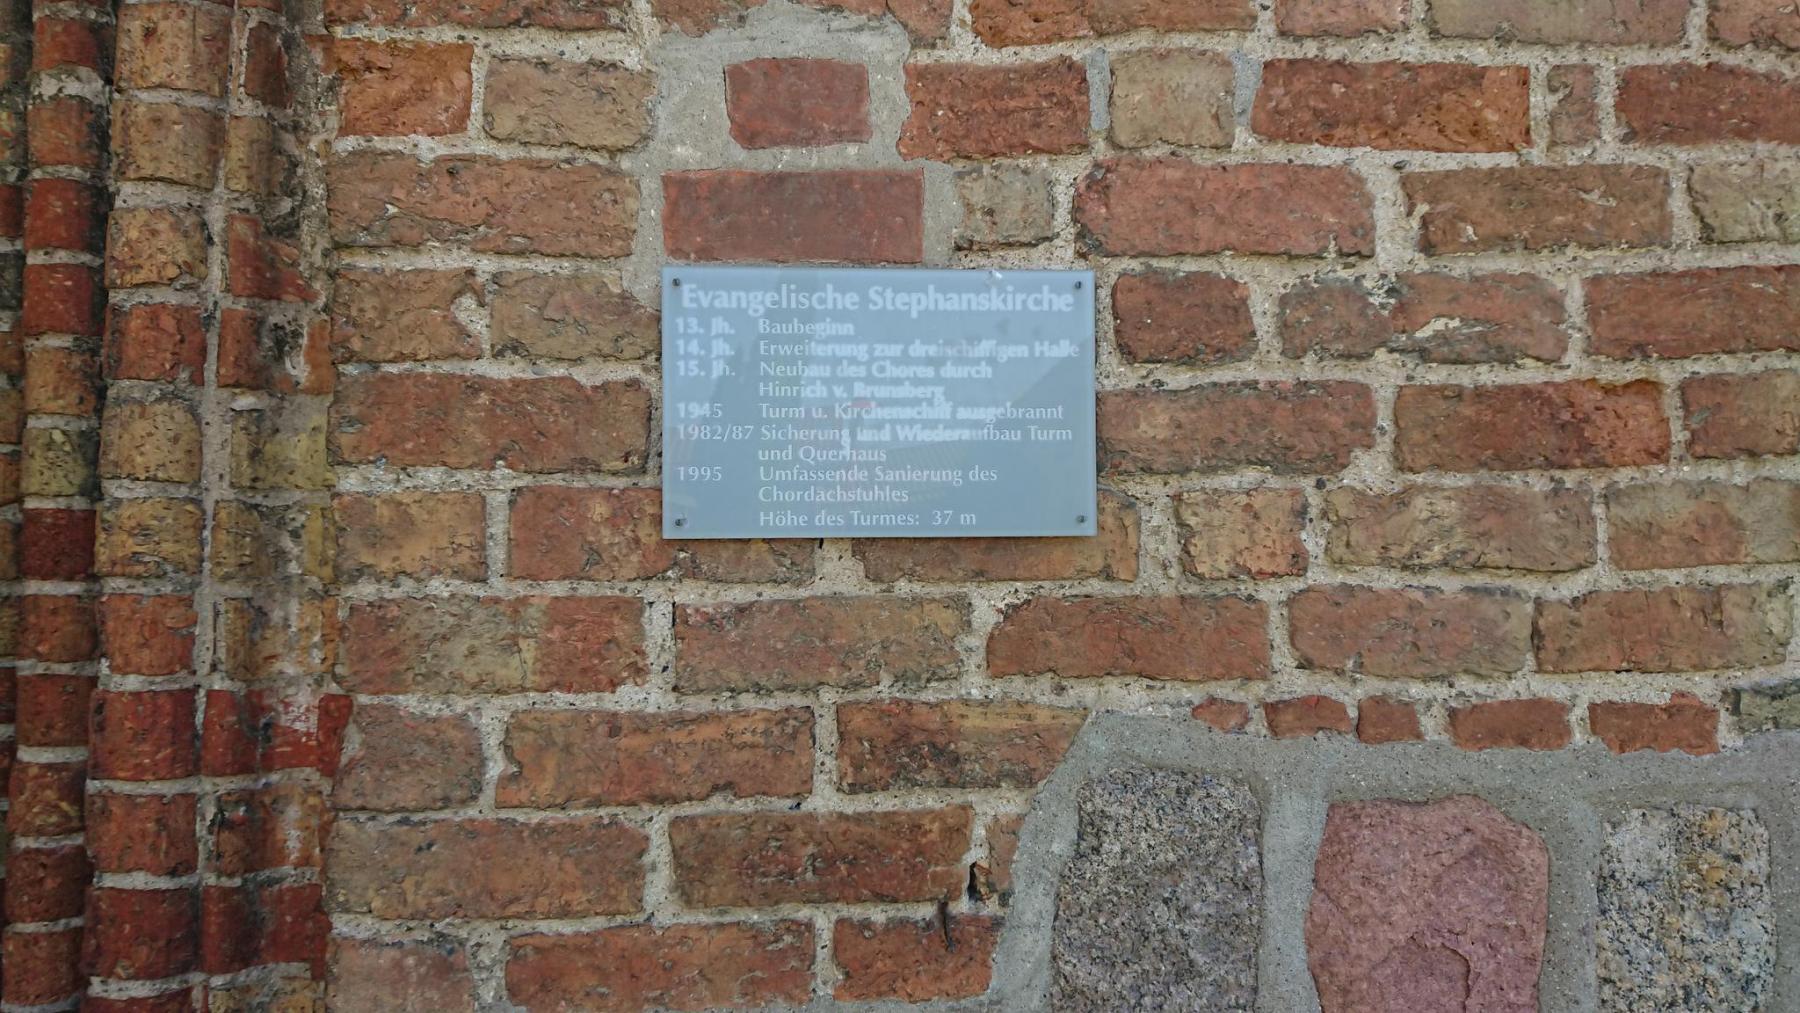 Evangelische Stephanskirche
13. Jh. Baubeginn
14. Jh. Erweiterung zur dreischiffigen Halle
15. Jh. Neubau des Chores durch
Hinrich v. Brunsberg
1945 Turm u. Kirchenschiff ausgebrannt
1982/87 Sicherung und Wiederaufbau Turm
und Querhaus
1995 Umfassende Sanierung des
Chordachstuhles
Höhe des Turmes: 37 m